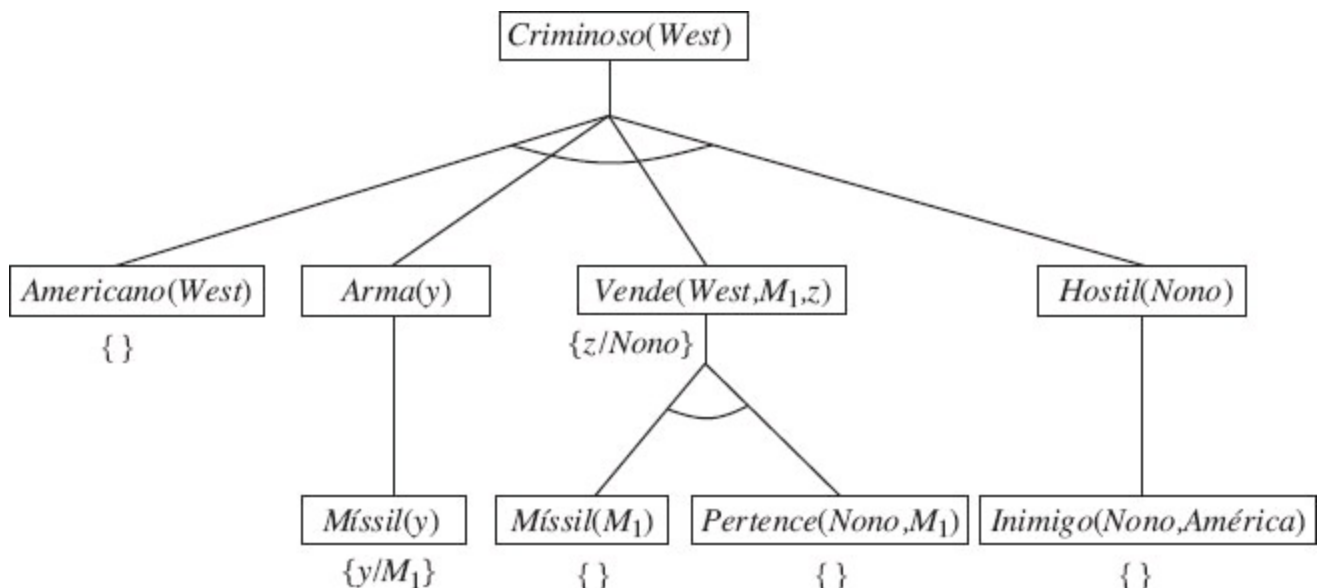 Criminoso(West)
Americano(West) Arma(y) Vende(West,M₁,z) Hostil(Nono)
{ } {z/Nono}
Míssil(y) Míssil(M₁) Pertence(Nono,M₁) Inimigo(Nono,América)
{y/M₁} { } { } { }